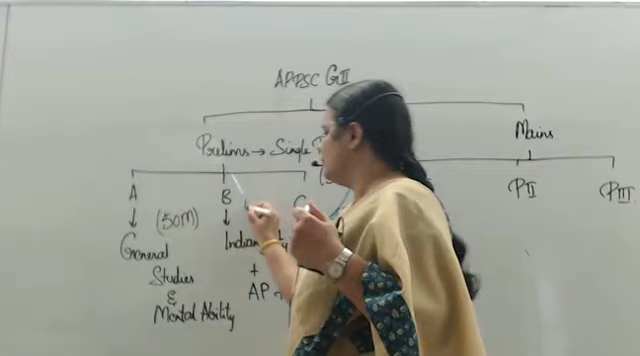 APPSC GII
Prelims → Single
Mains
A
B
PII
PIII
(50M)
General
Studies
&
Mental Ability
Indian
+
AP